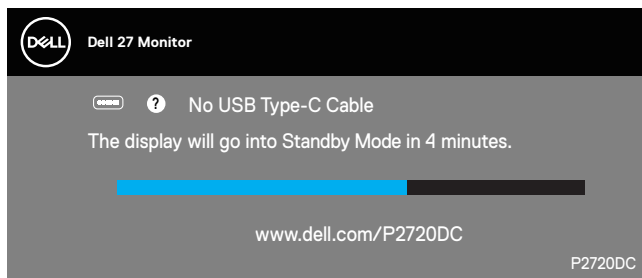 DELL
Dell 27 Monitor
? No USB Type-C Cable
The display will go into Standby Mode in 4 minutes.
www.dell.com/P2720DC
P2720DC